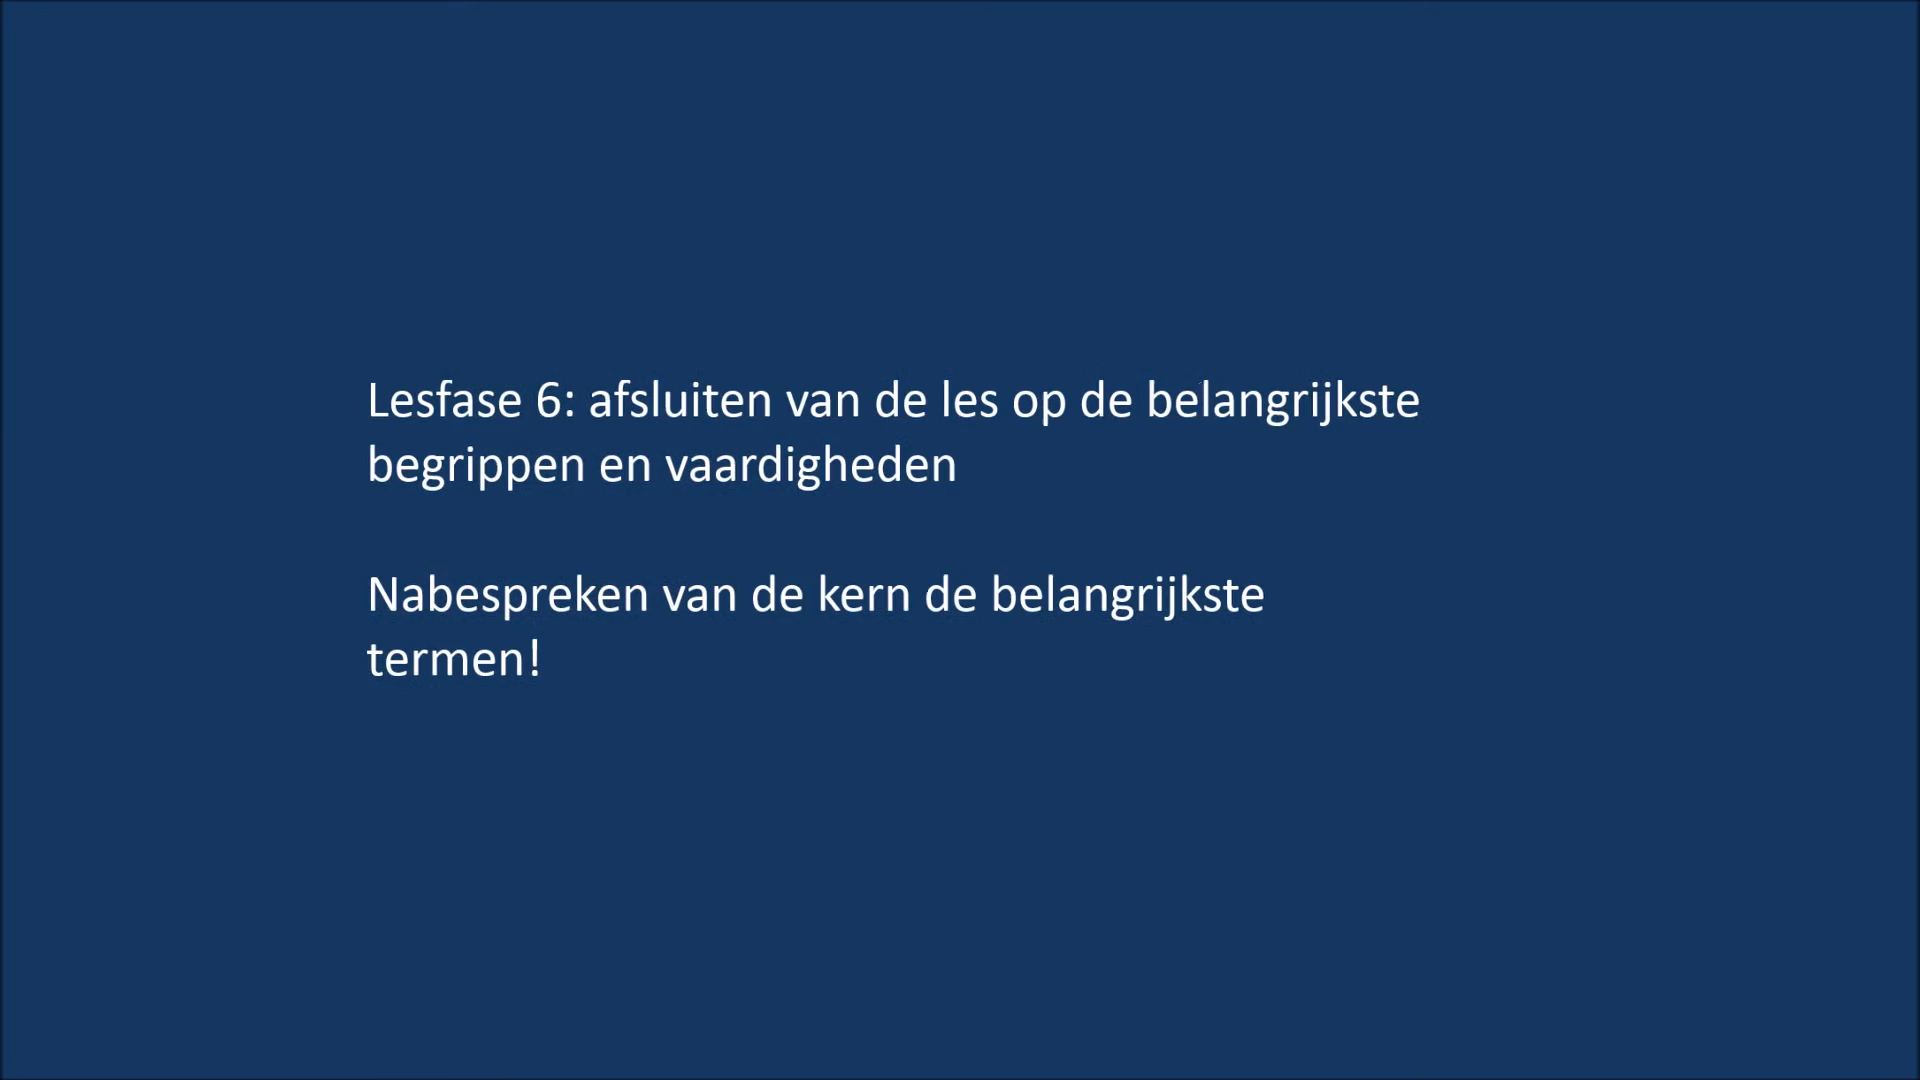 Lesfase 6: afsluiten van de les op de belangrijkste
begrippen en vaardigheden
Nabespreken van de kern de belangrijkste
termen!